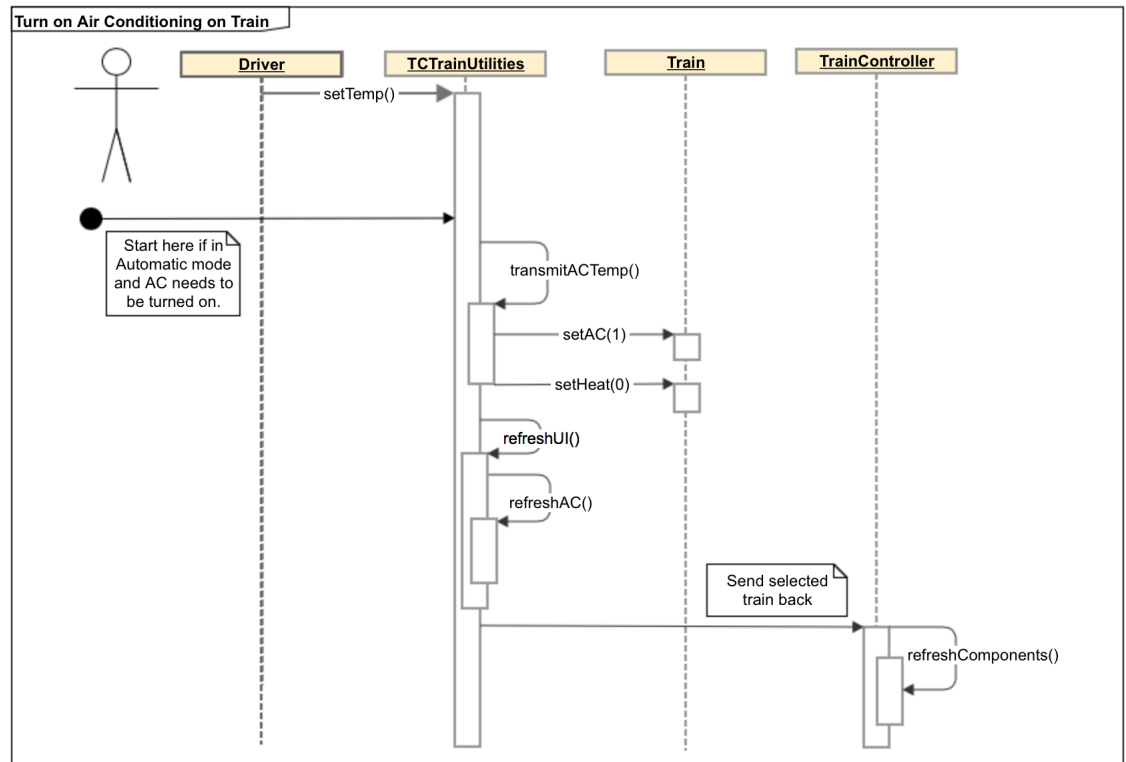 Turn on Air Conditioning on Train
Driver
TCTrainUtilities
Train
TrainController
setTemp()
Start here if in
Automatic mode
and AC needs to
be turned on.
transmitACTemp()
setAC(1)
setHeat(0)
refreshUI()
refreshAC()
Send selected
train back
refreshComponents()